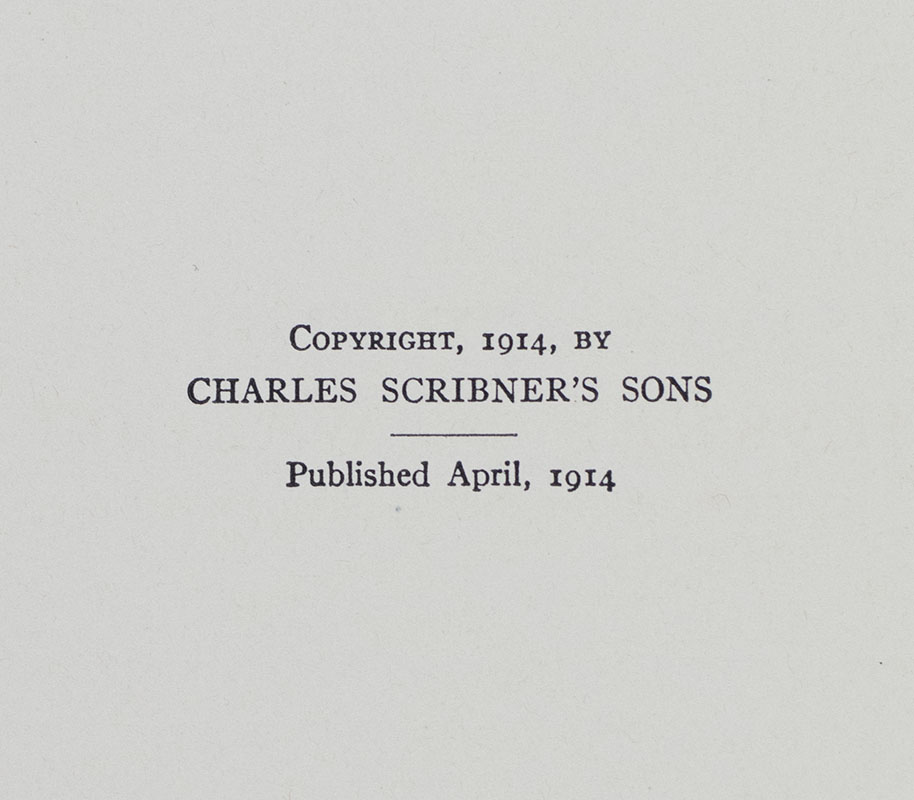 Copyright, 1914, by
CHARLES SCRIBNER'S SONS
Published April, 1914